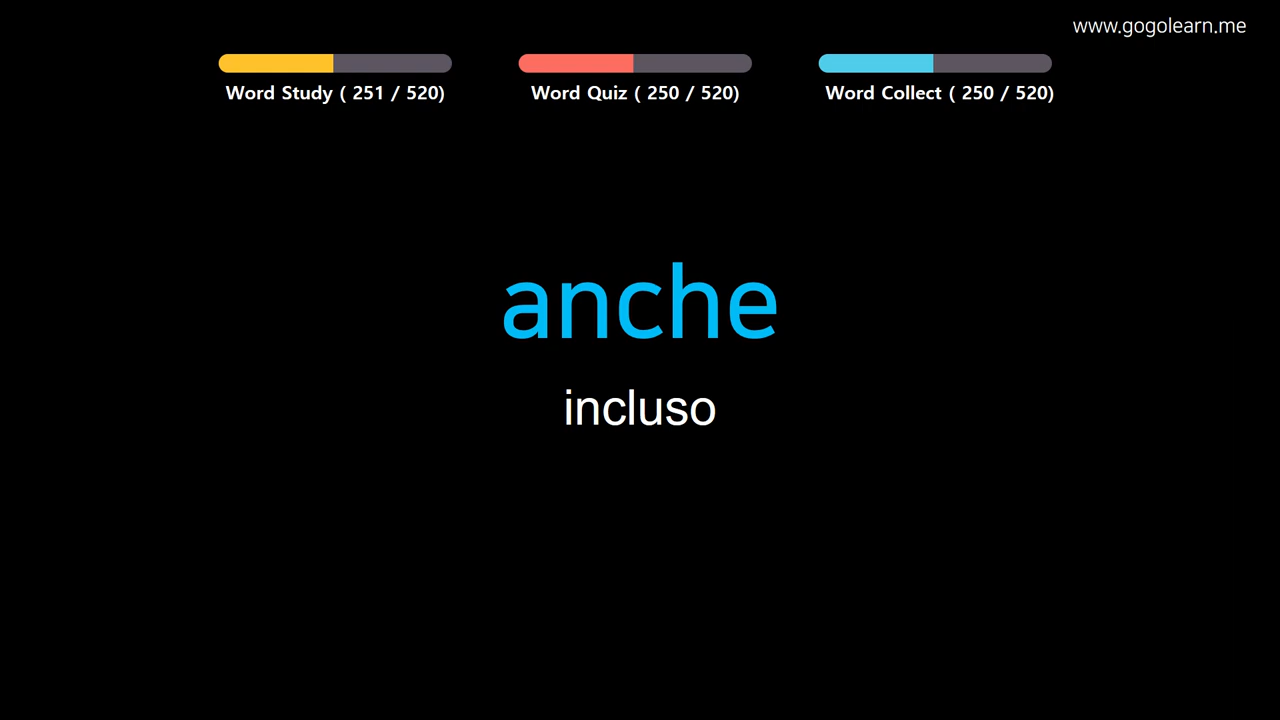 www.gogolearn.me
Word Study ( 251 / 520)
Word Quiz ( 250 / 520)
Word Collect ( 250 / 520)
anche
incluso